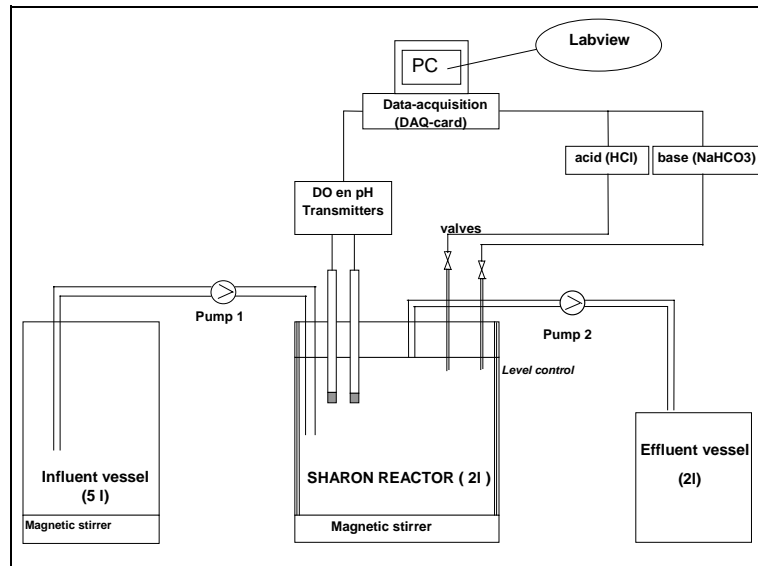 Labview
PC
Data-acquisition
(DAQ-card)
acid (HCl)
base (NaHCO3)
DO en pH
Transmitters
valves
Pump 1
Pump 2
Level control
Influent vessel
(5 l)
SHARON REACTOR ( 2l )
Effluent vessel
(2l)
Magnetic stirrer
Magnetic stirrer